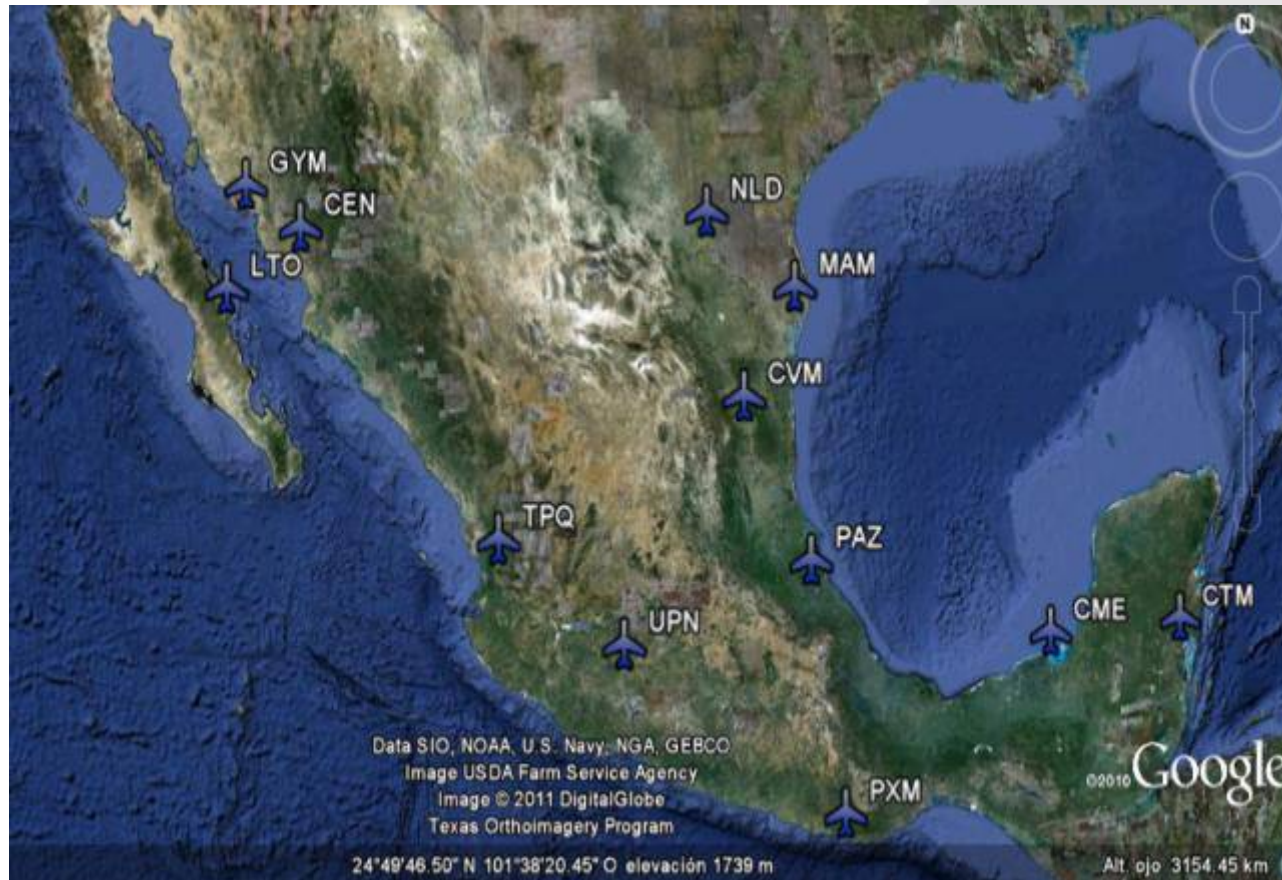 N
GYM
NLD
CEN
LTO
MAM
CVM
TPQ
PAZ
CME
CTM
UPN
Data SIO, NOAA, U.S. Navy, NGA, GEBCO
Image USDA Farm Service Agency
Image © 2011 DigitalGlobe
Texas Orthoimagery Program
©2010 Google
PXM
24°49'46.50" N 101°38'20.45" O elevación 1739 m
Alt. ojo 3154.45 km